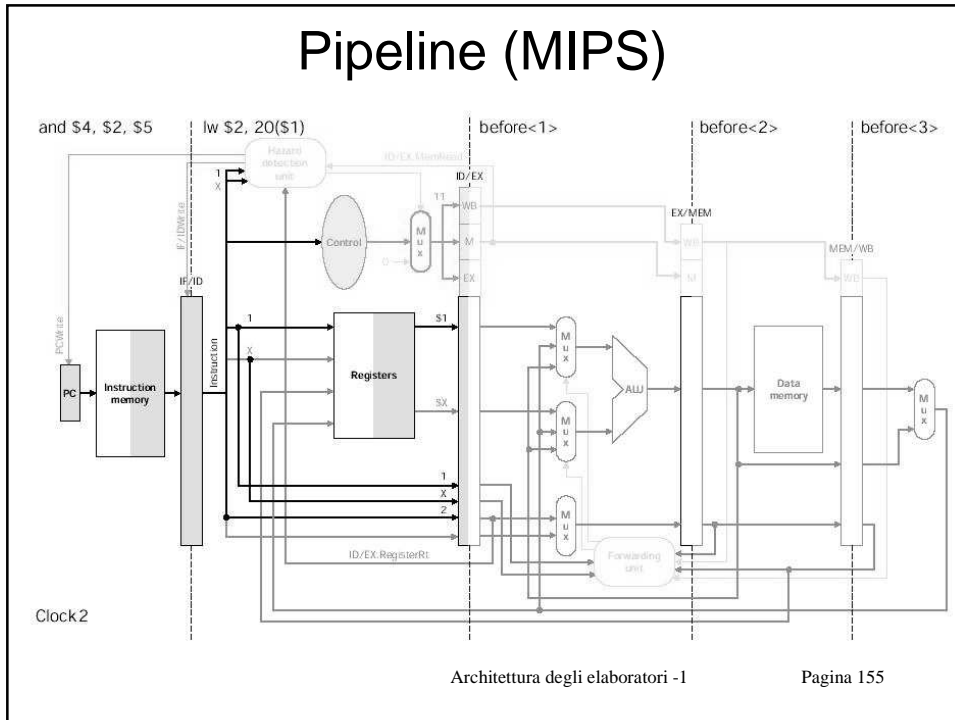 Pipeline (MIPS)
and $4, $2, $5
lw $2, 20($1)
before<1>
before<2>
before<3>
Hazard
detection
unit
ID/EX.MemRead
1
X
ID/EX
11
WB
EX/MEM
IF/IDWrite
Control
M
u
x
M
WB
MEM/WB
0
EX
M
WB
IF/ID
PCWrite
1
$1
M
u
x
Instruction
X
PC
Instruction
memory
Registers
ALU
Data
memory
M
u
x
$X
M
u
x
1
X
2
M
u
x
ID/EX.RegisterRt
Forwarding
unit
Clock 2
Architettura degli elaboratori -1
Pagina 155